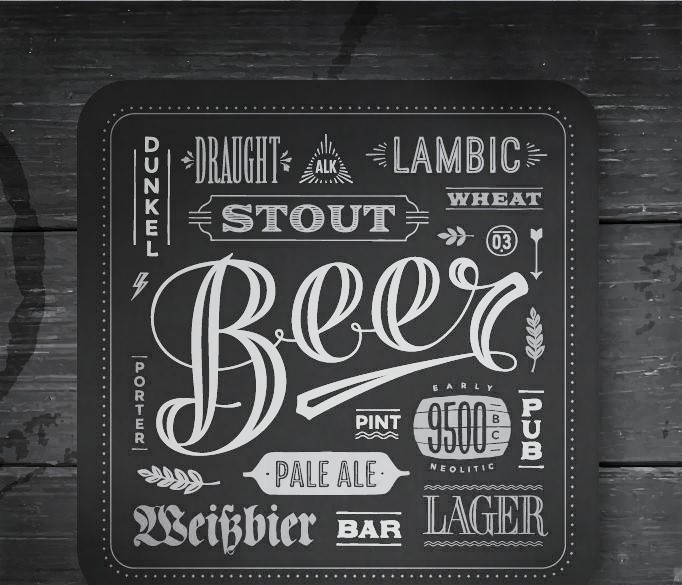 DUNKEL
DRAUGHT
ALK
LAMBIC
WHEAT
STOUT
03
Beer
PORTER
PINT
EARLY
9500 BC
NEOLITIC
PUB
PALE ALE
Weißbier
BAR
LAGER